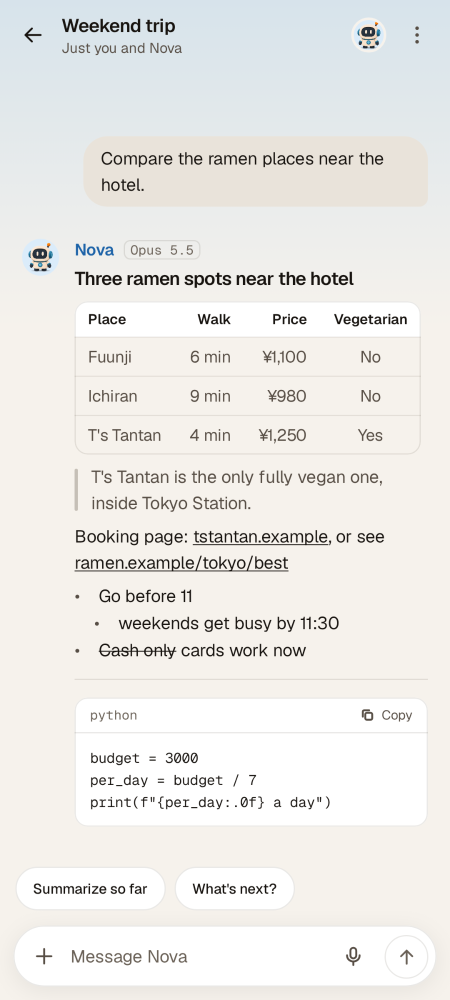 Weekend trip
Just you and Nova
Compare the ramen places near the
hotel.
Nova Opus 5.5
Three ramen spots near the hotel
Place Walk Price Vegetarian
Fuunji 6 min ¥1,100 No
Ichiran 9 min ¥980 No
T's Tantan 4 min ¥1,250 Yes
T's Tantan is the only fully vegan one,
inside Tokyo Station.
Booking page: tstantan.example, or see
ramen.example/tokyo/best
• Go before 11
• weekends get busy by 11:30
• Cash only cards work now
python Copy
budget = 3000
per_day = budget / 7
print(f"{per_day:.0f} a day")
Summarize so far What's next?
Message Nova